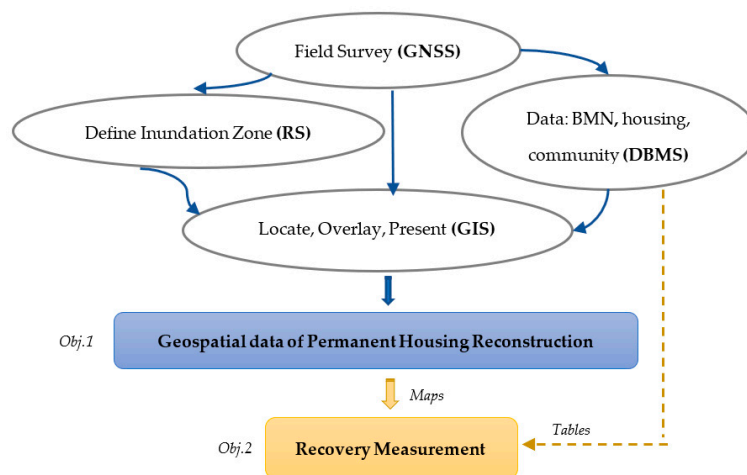 Field Survey (GNSS)
Define Inundation Zone (RS)
Data: BMN, housing,
community (DBMS)
Locate, Overlay, Present (GIS)
Obj.1
Geospatial data of Permanent Housing Reconstruction
Maps
Tables
Obj.2
Recovery Measurement